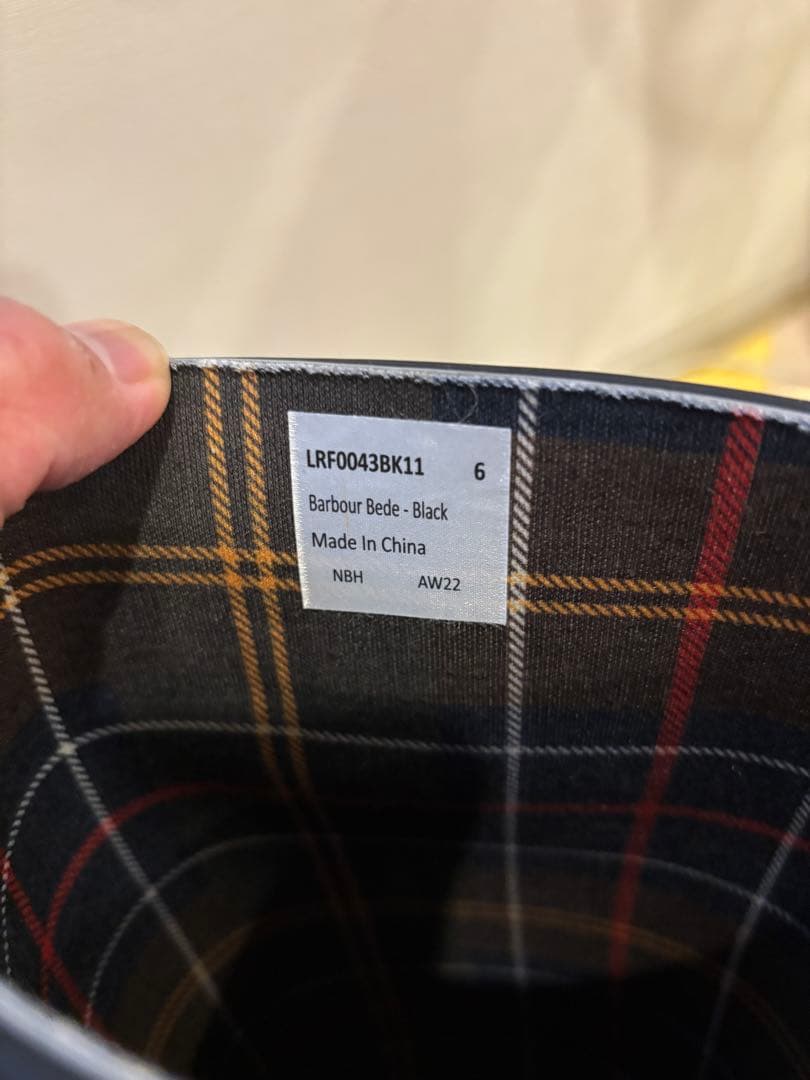 LRF0043BK11 6
Barbour Bede - Black
Made In China
NBH AW22